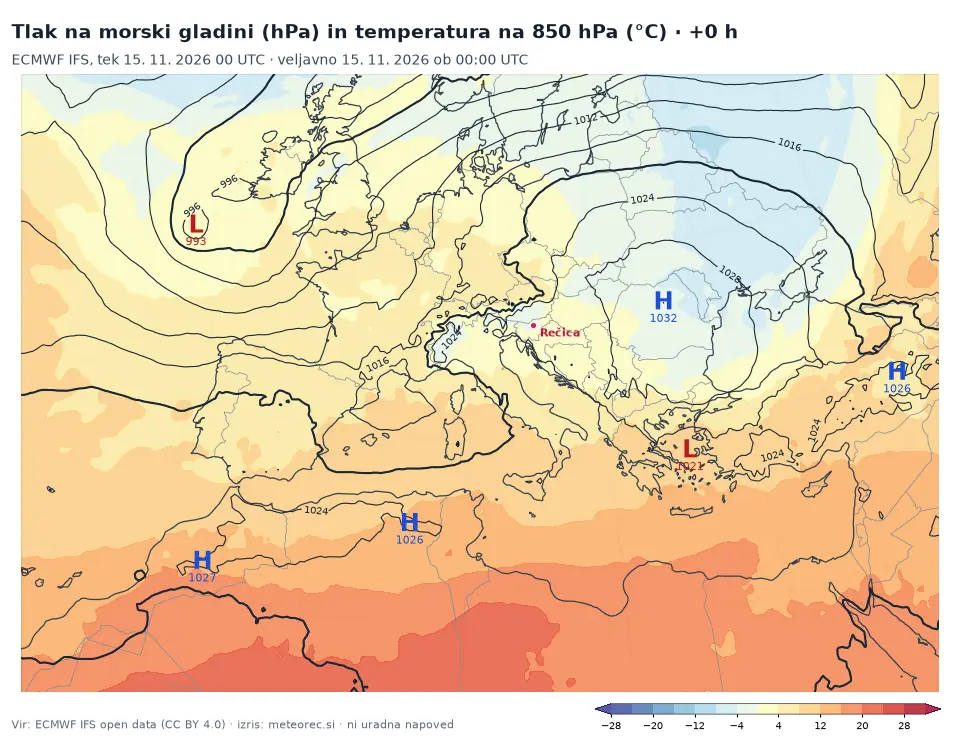 Tlak na morski gladini (hPa) in temperatura na 850 hPa (°C) · +0 h
ECMWF IFS, tek 15. 11. 2026 00 UTC · veljavno 15. 11. 2026 ob 00:00 UTC
1012
1016
996
1024
996
L
993
1028
H
1032
Rečica
1024
1016
H
1026
1024
L
1021
1024
1024
H
1026
H
1027
Vir: ECMWF IFS open data (CC BY 4.0) · izris: meteorec.si · ni uradna napoved
−28 −20 −12 −4 4 12 20 28